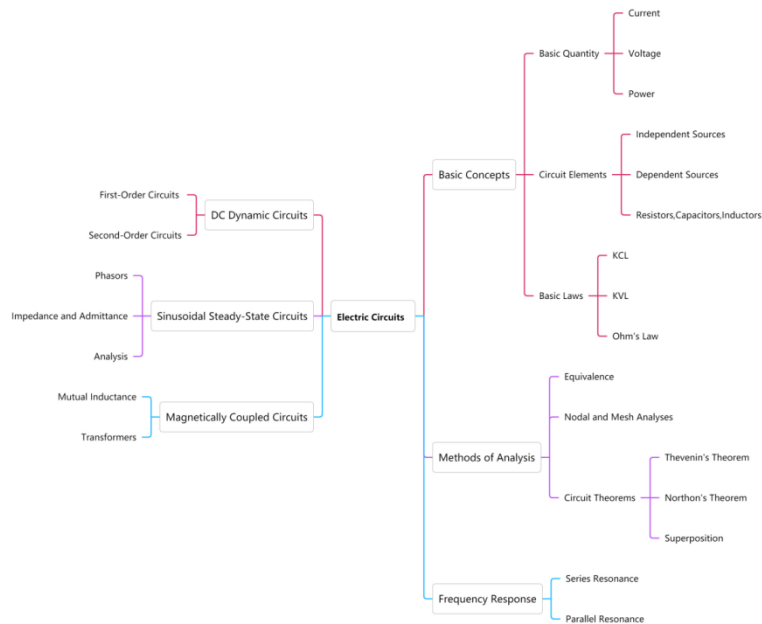 Electric Circuits
Basic Concepts
Basic Quantity
Current
Voltage
Power
Circuit Elements
Independent Sources
Dependent Sources
Resistors,Capacitors,Inductors
Basic Laws
KCL
KVL
Ohm's Law
Methods of Analysis
Equivalence
Nodal and Mesh Analyses
Circuit Theorems
Thevenin's Theorem
Northon's Theorem
Superposition
Frequency Response
Series Resonance
Parallel Resonance
DC Dynamic Circuits
First-Order Circuits
Second-Order Circuits
Sinusoidal Steady-State Circuits
Phasors
Impedance and Admittance
Analysis
Magnetically Coupled Circuits
Mutual Inductance
Transformers